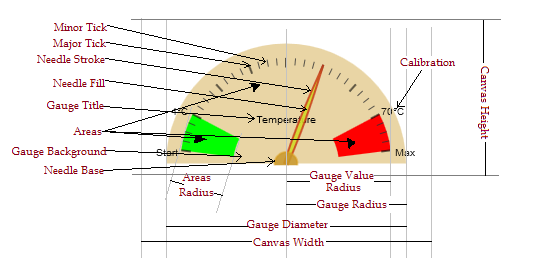 Minor Tick
Major Tick
Needle Stroke
Needle Fill
Gauge Title
Areas
Gauge Background
Needle Base
Calibration
70°C
Temperature
Start
Max
Areas
Radius
Gauge Value
Radius
Gauge Radius
Gauge Diameter
Canvas Width
Canvas Height